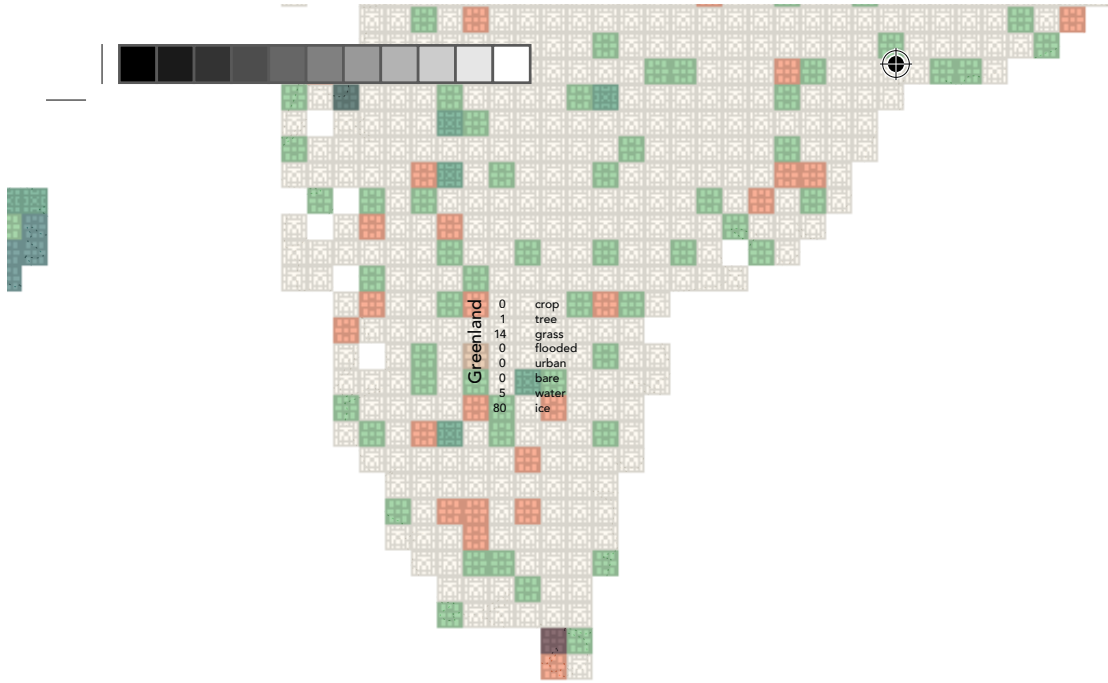 Greenland
0 crop
1 tree
14 grass
0 flooded
0 urban
0 bare
5 water
80 ice